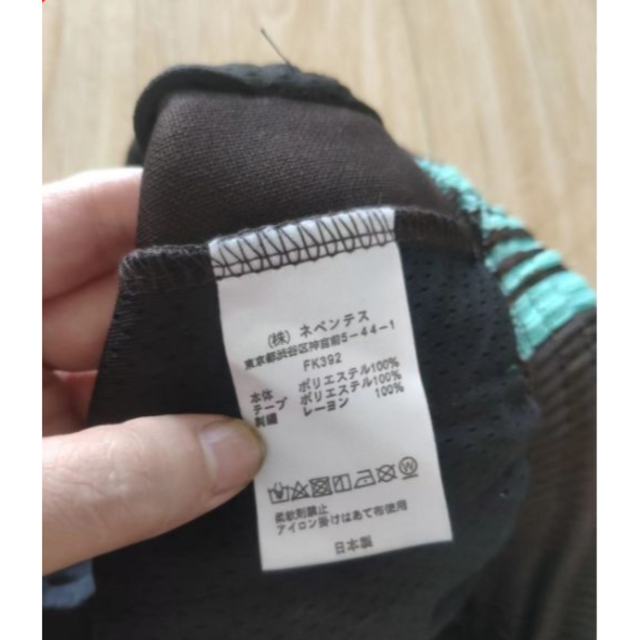 (株) ネペンテス
東京都渋谷区神宮前5-44-1
FK392
本体 ポリエステル100%
テープ ポリエステル100%
刺繍 レーヨン 100%
W
柔軟剤禁止
アイロン掛けはあて布使用
日本製